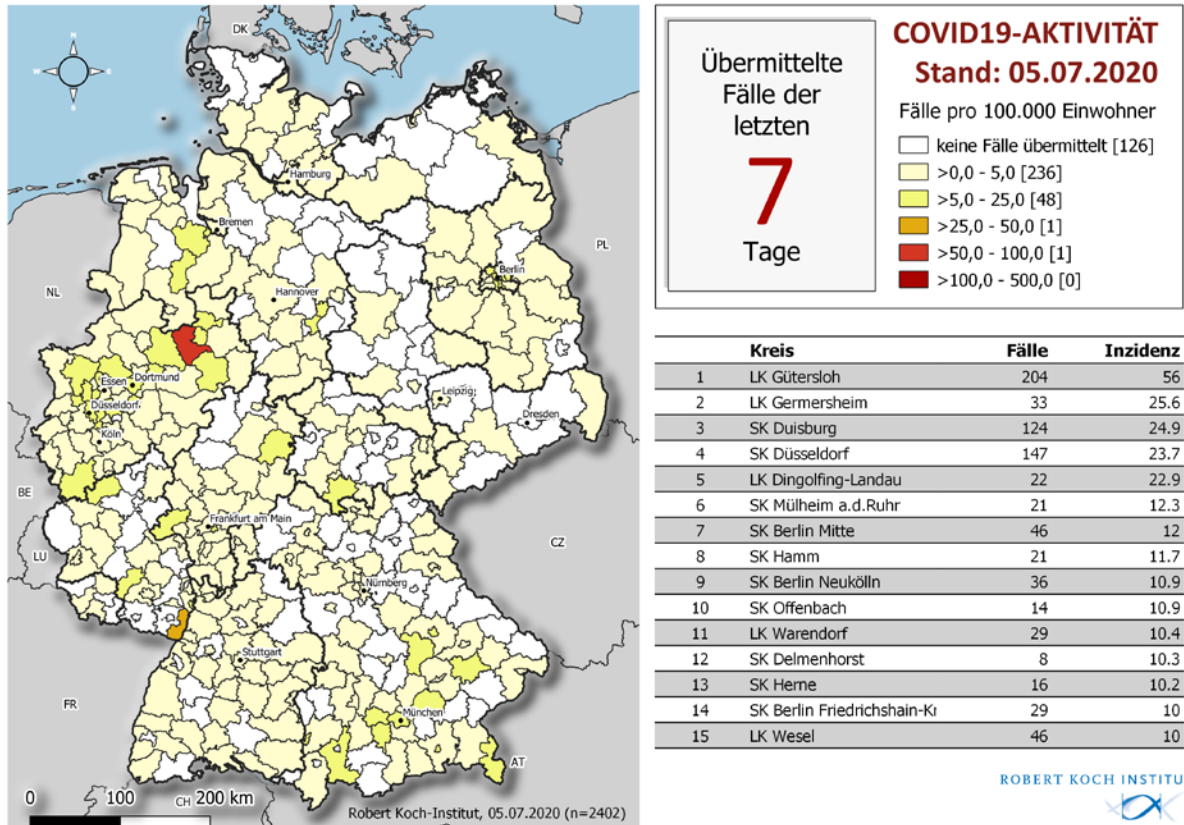 DK
N
W
E
S
Hamburg
Bremen
PL
Berlin
NL
Hannover
Essen
Dortmund
Düsseldorf
Leipzig
Dresden
Köln
BE
Frankfurt am Main
LU
CZ
Nürnberg
Stuttgart
FR
München
AT
CH
0 100 200 km
Robert Koch-Institut, 05.07.2020 (n=2402)
Übermittelte
Fälle der
letzten
7
Tage
COVID19-AKTIVITÄT
Stand: 05.07.2020
Fälle pro 100.000 Einwohner
keine Fälle übermittelt [126]
>0,0 - 5,0 [236]
>5,0 - 25,0 [48]
>25,0 - 50,0 [1]
>50,0 - 100,0 [1]
>100,0 - 500,0 [0]
Kreis Fälle Inzidenz
1 LK Gütersloh 204 56
2 LK Germersheim 33 25.6
3 SK Duisburg 124 24.9
4 SK Düsseldorf 147 23.7
5 LK Dingolfing-Landau 22 22.9
6 SK Mülheim a.d.Ruhr 21 12.3
7 SK Berlin Mitte 46 12
8 SK Hamm 21 11.7
9 SK Berlin Neukölln 36 10.9
10 SK Offenbach 14 10.9
11 LK Warendorf 29 10.4
12 SK Delmenhorst 8 10.3
13 SK Herne 16 10.2
14 SK Berlin Friedrichshain-Kr 29 10
15 LK Wesel 46 10
ROBERT KOCH INSTITU